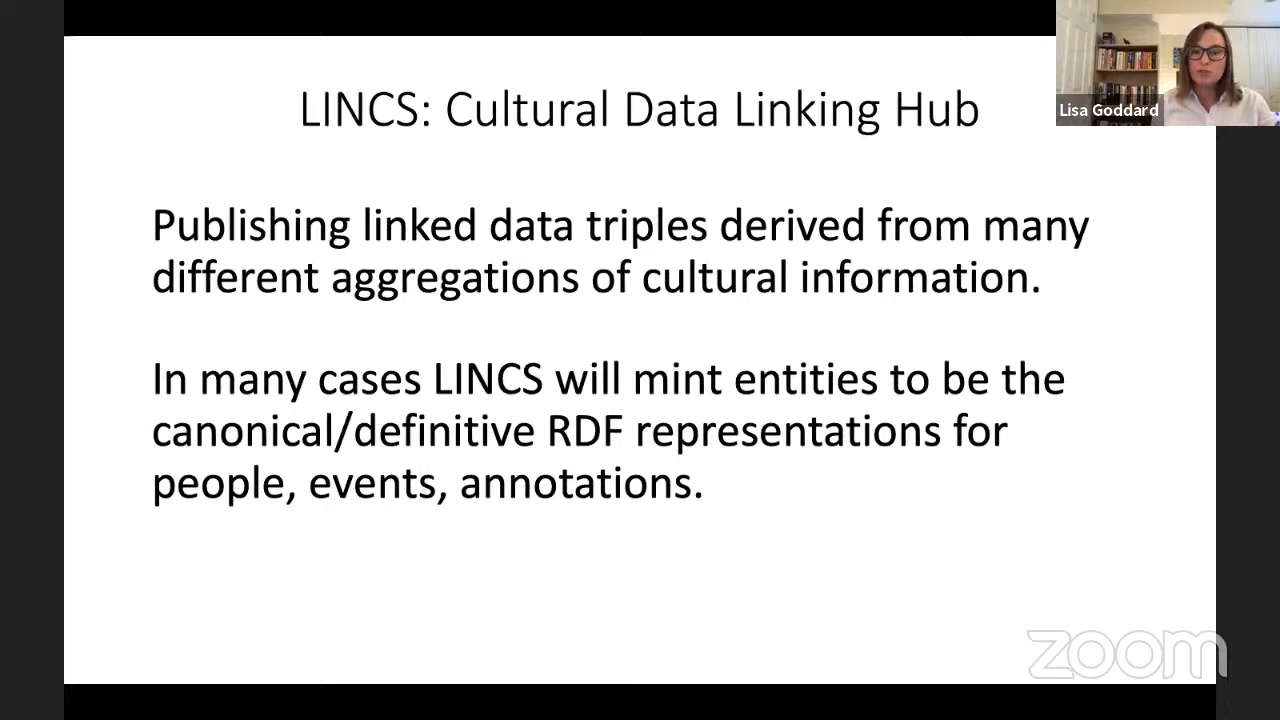 LINCS: Cultural Data Linking Hub
Lisa Goddard
Publishing linked data triples derived from many
different aggregations of cultural information.
In many cases LINCS will mint entities to be the
canonical/definitive RDF representations for
people, events, annotations.
zoom